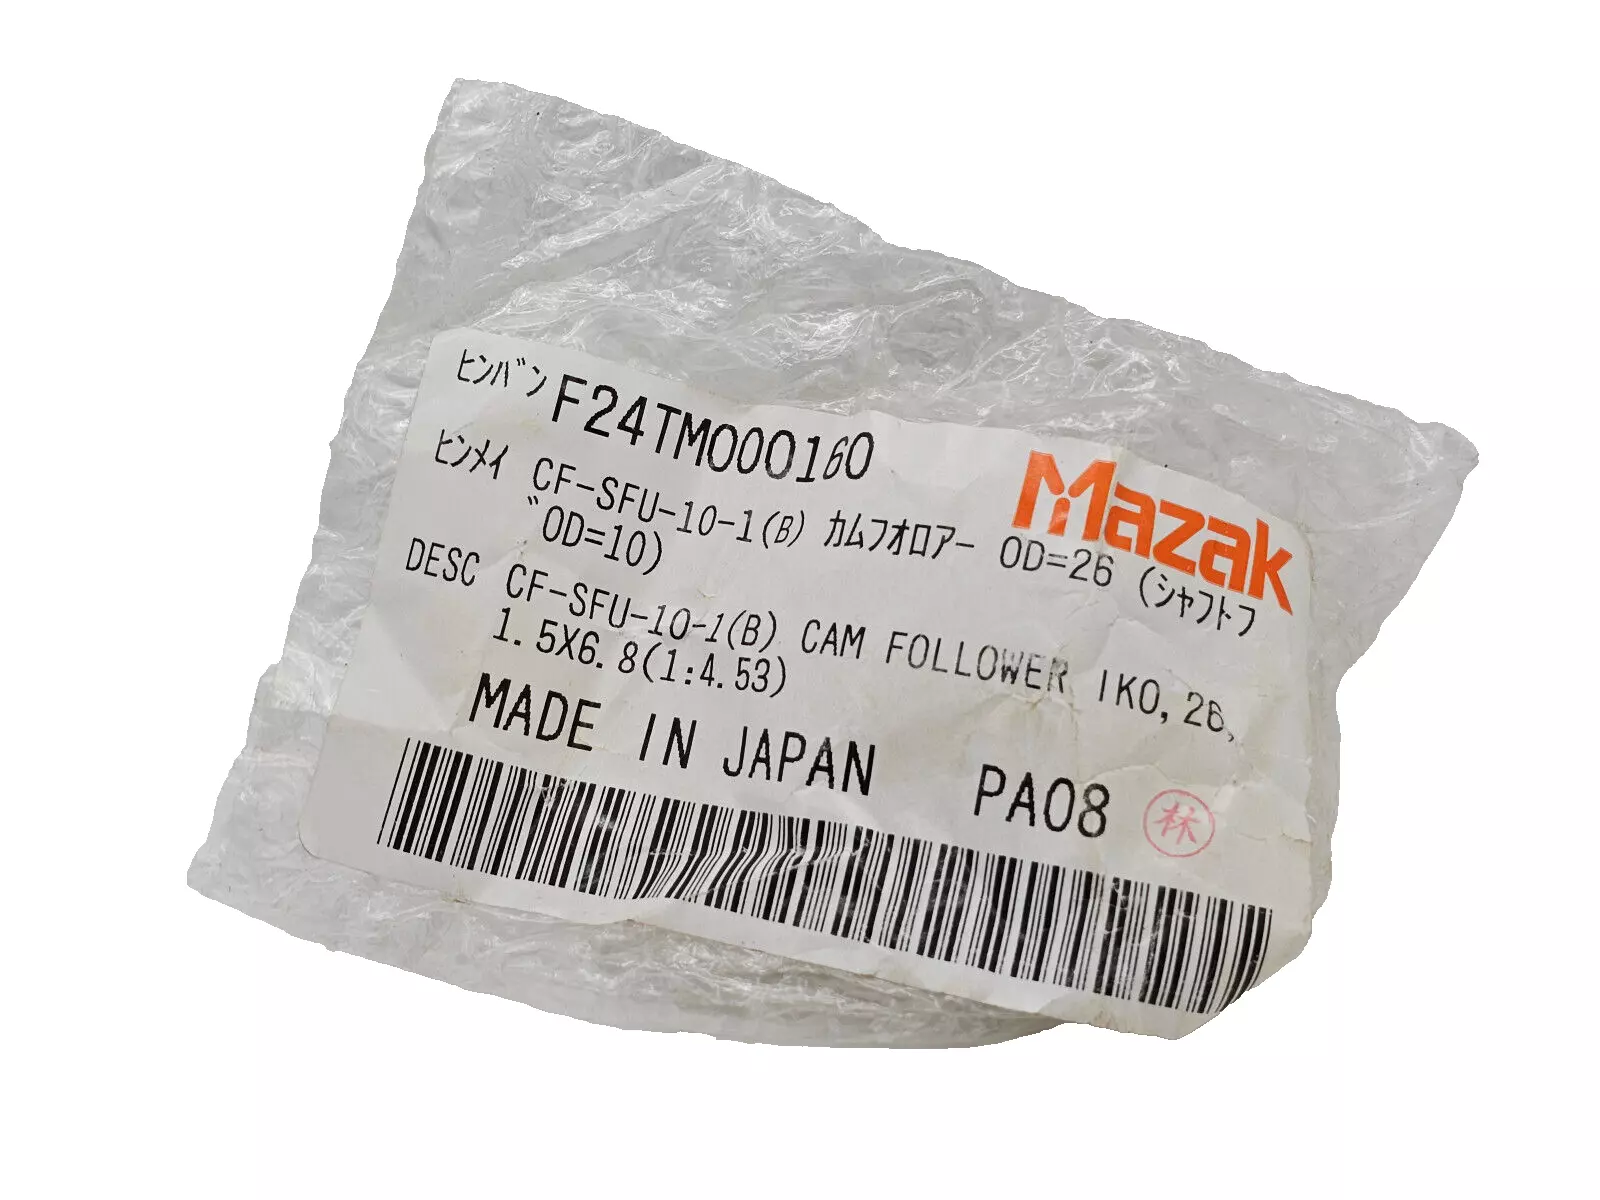 ﾋﾝﾊﾞﾝ F24TM000160
Mazak
ﾋﾝﾒｲ CF-SFU-10-1(B) ｶﾑﾌｵﾛｱｰ OD=26 (ｼｬﾌﾄﾌ
ﾞOD=10)
DESC CF-SFU-10-1(B) CAM FOLLOWER IKO, 26,
1.5X6.8(1:4.53)
MADE IN JAPAN PA08
林